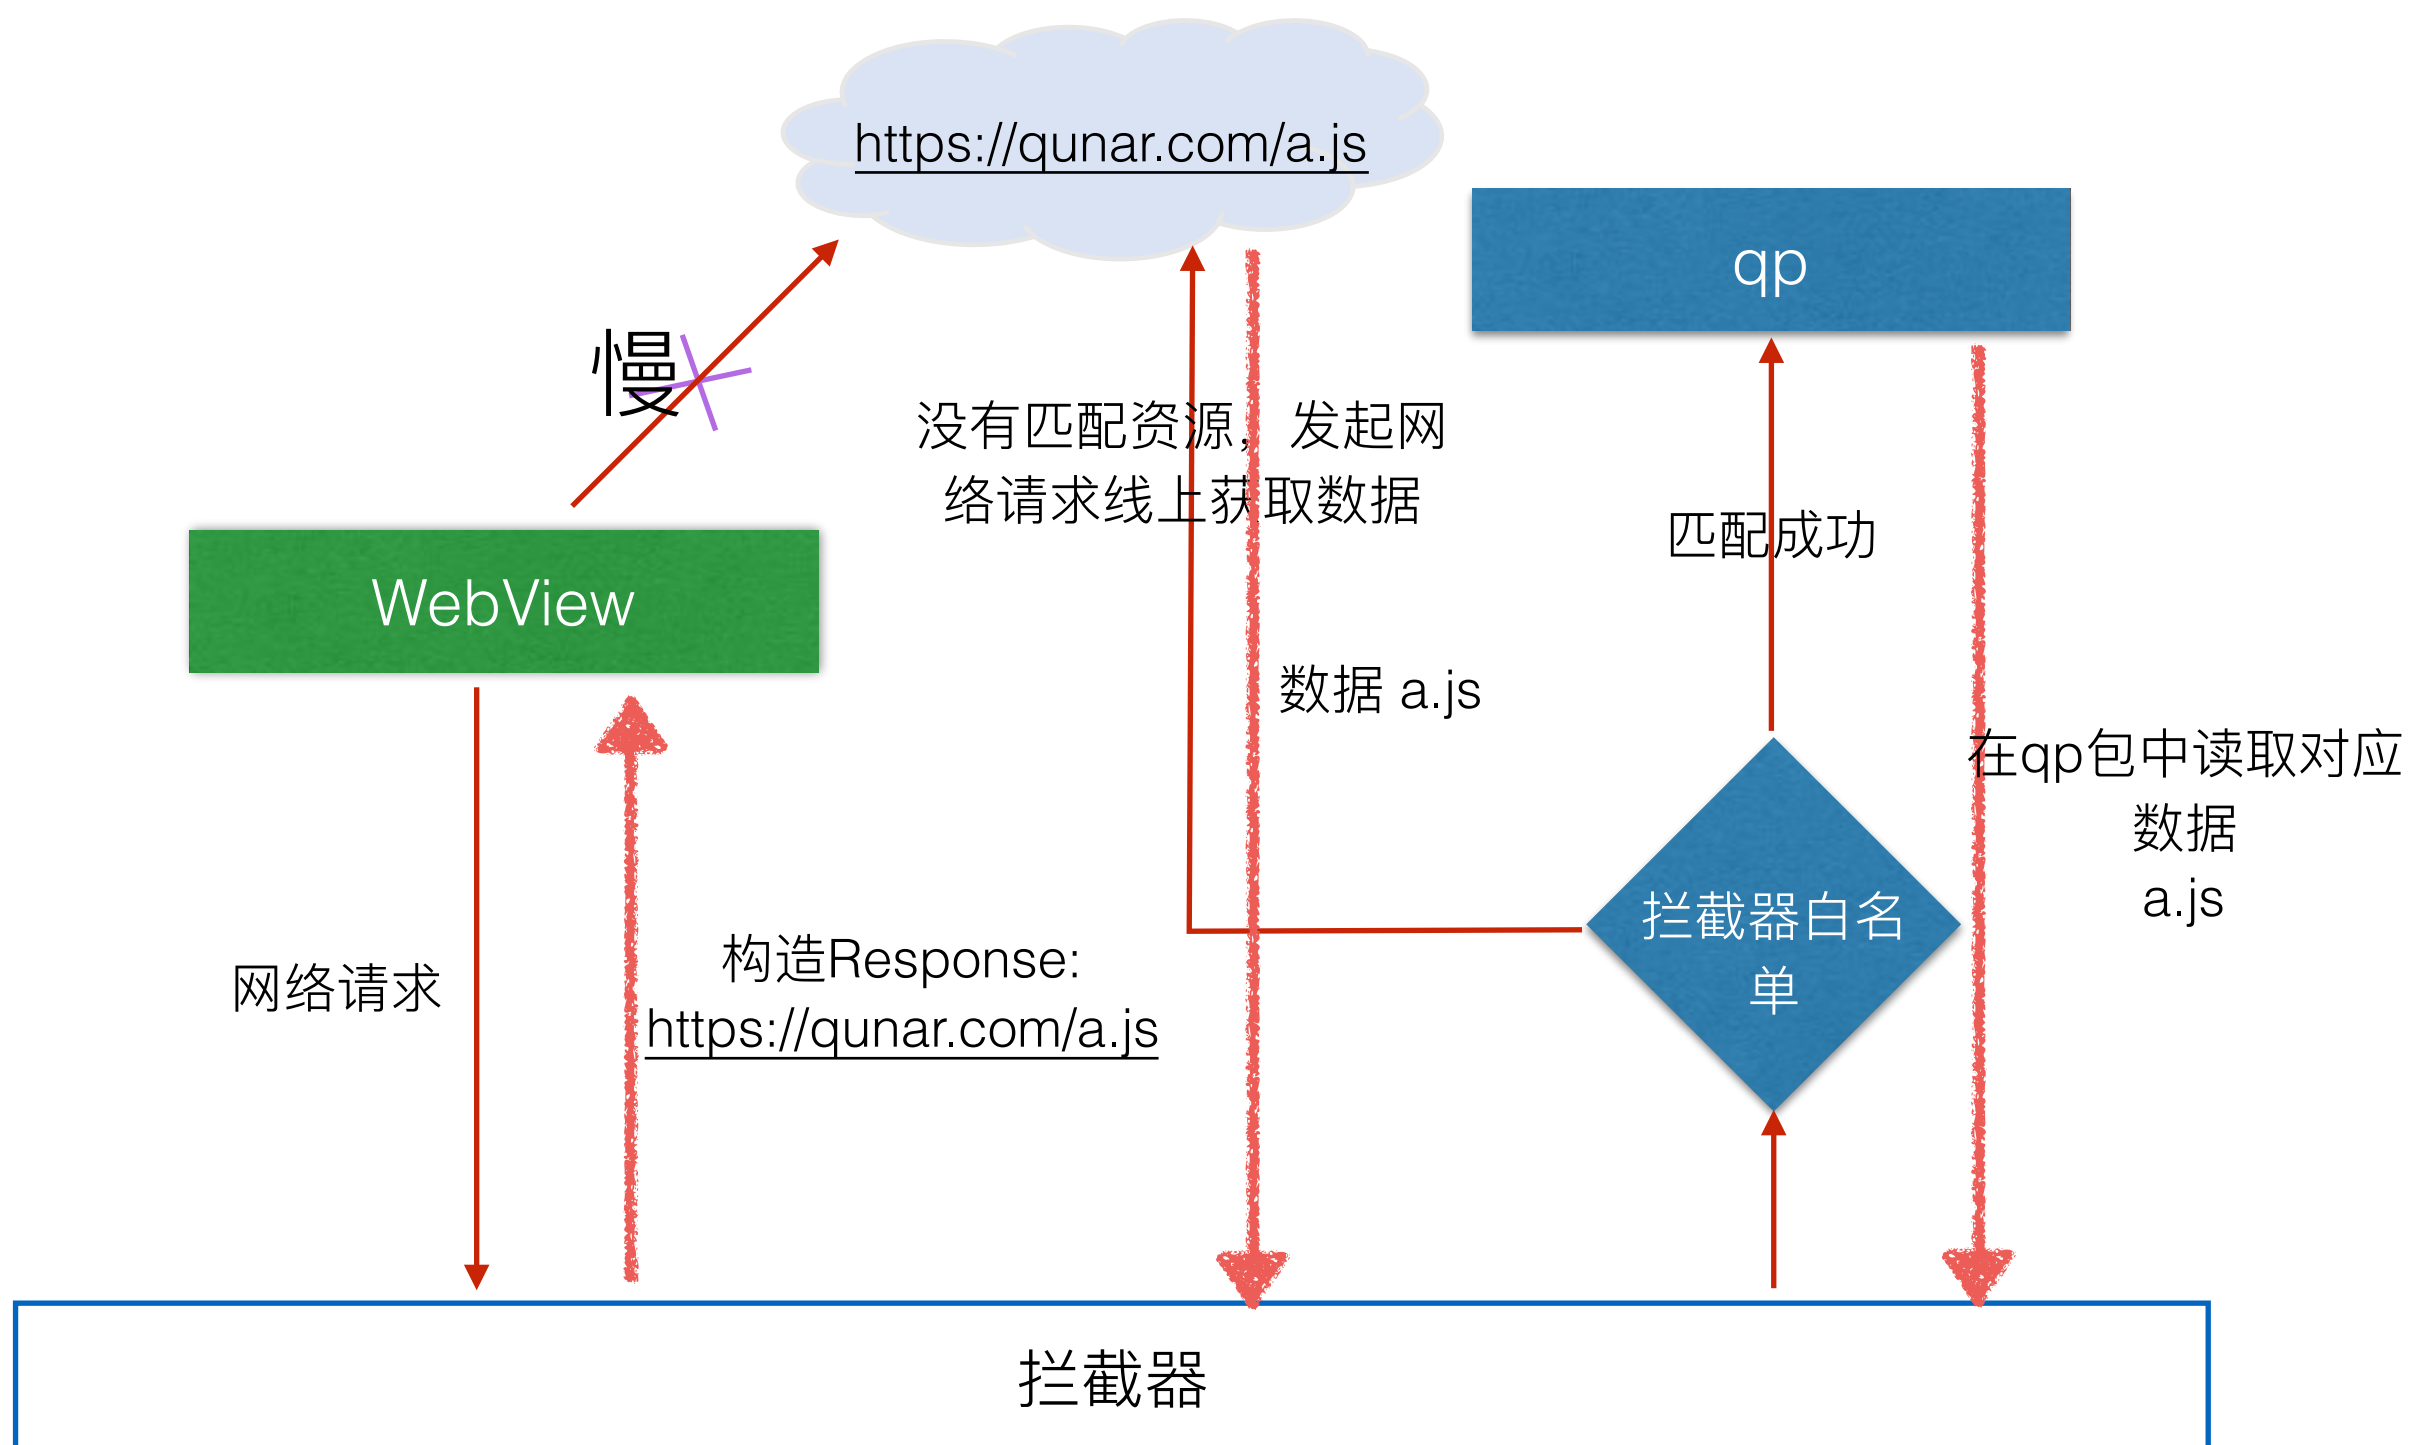 https://qunar.com/a.js
qp
慢
没有匹配资源，发起网
络请求线上获取数据
匹配成功
WebView
数据 a.js
在qp包中读取对应
数据
a.js
拦截器白名
单
构造Response:
https://qunar.com/a.js
网络请求
拦截器